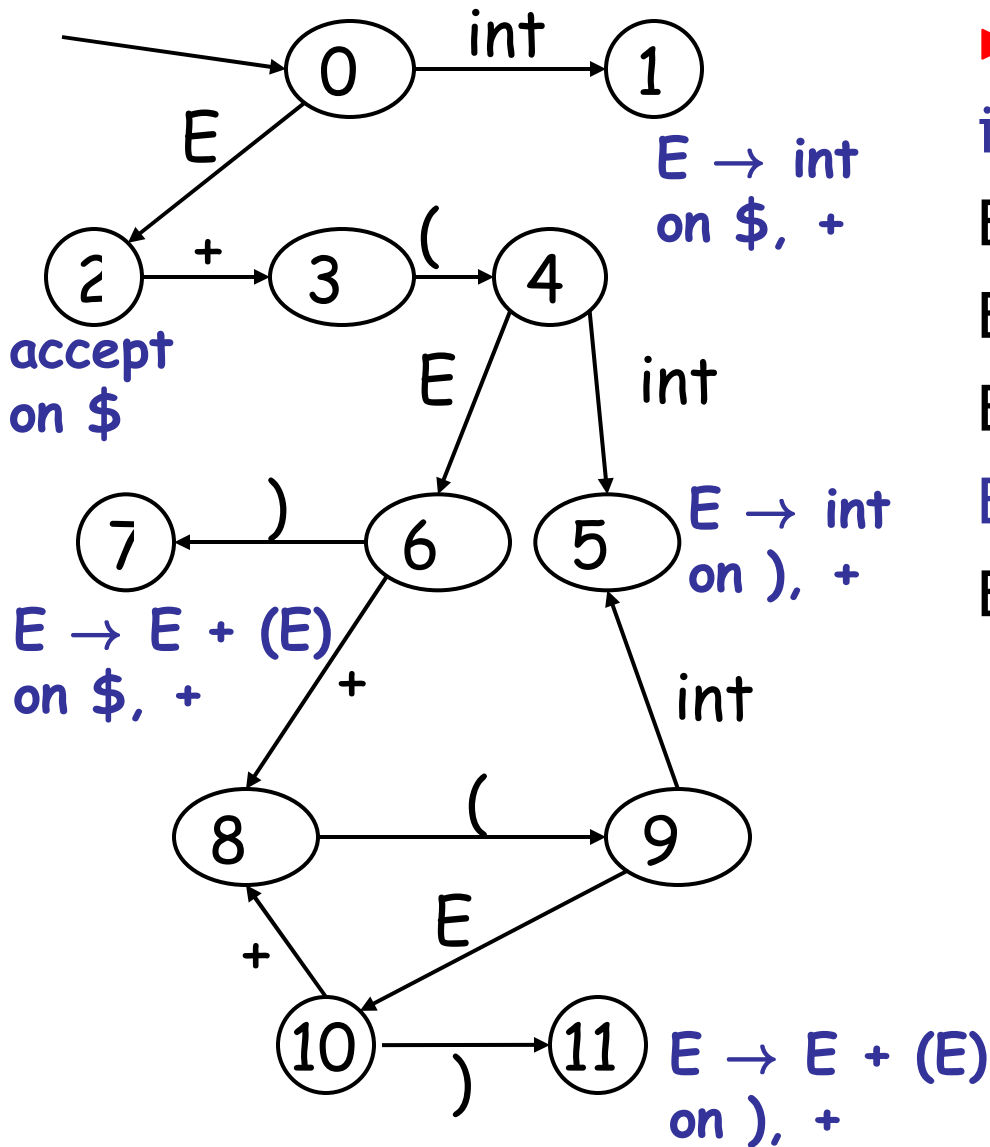 int
0
1
E
E → int
on $, +
+
(
2
3
4
accept
on $
E
int
)
7
6
5
E → int
on ), +
E → E + (E)
on $, +
+
int
(
8
9
E
+
10
11
)
E → E + (E)
on ), +